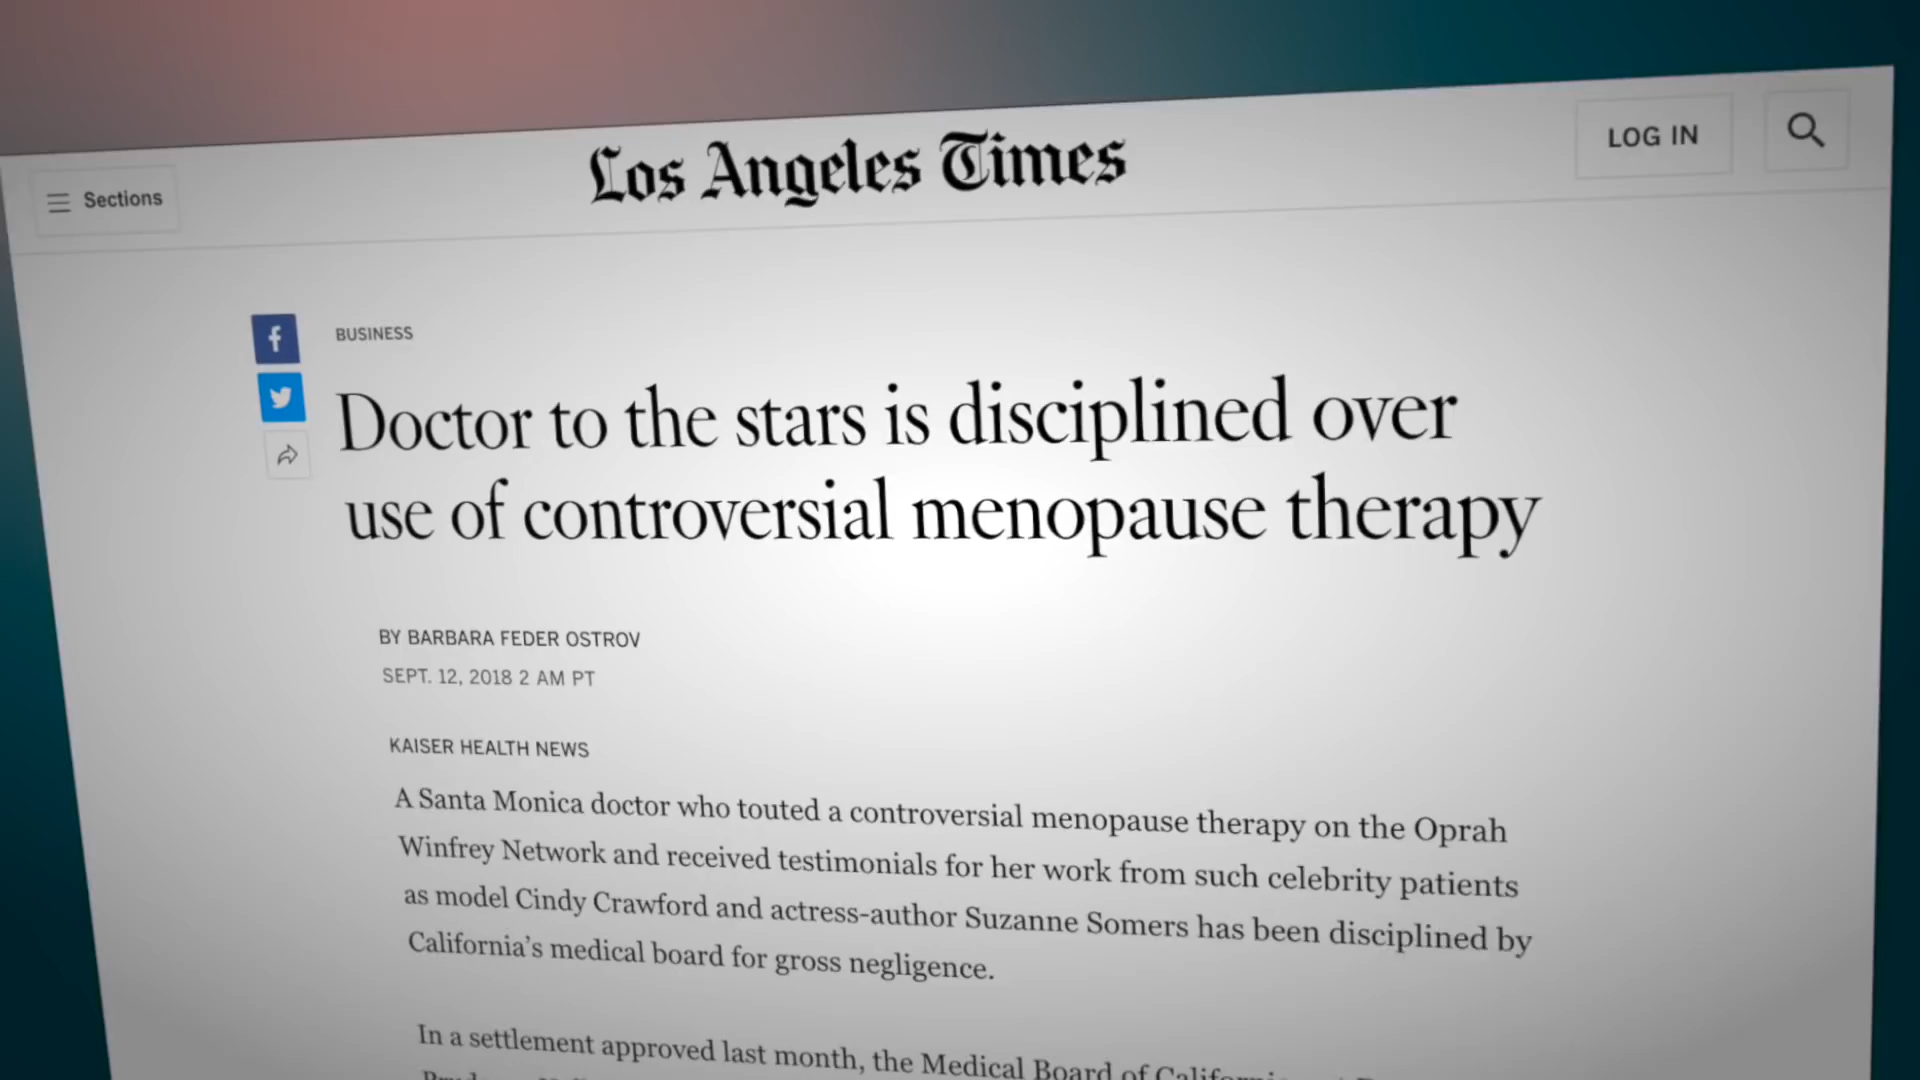 Sections
Los Angeles Times
LOG IN
BUSINESS
Doctor to the stars is disciplined over
use of controversial menopause therapy
BY BARBARA FEDER OSTROV
SEPT. 12, 2018 2 AM PT
KAISER HEALTH NEWS
A Santa Monica doctor who touted a controversial menopause therapy on the Oprah
Winfrey Network and received testimonials for her work from such celebrity patients
as model Cindy Crawford and actress-author Suzanne Somers has been disciplined by
California’s medical board for gross negligence.
In a settlement approved last month, the Medical Board of